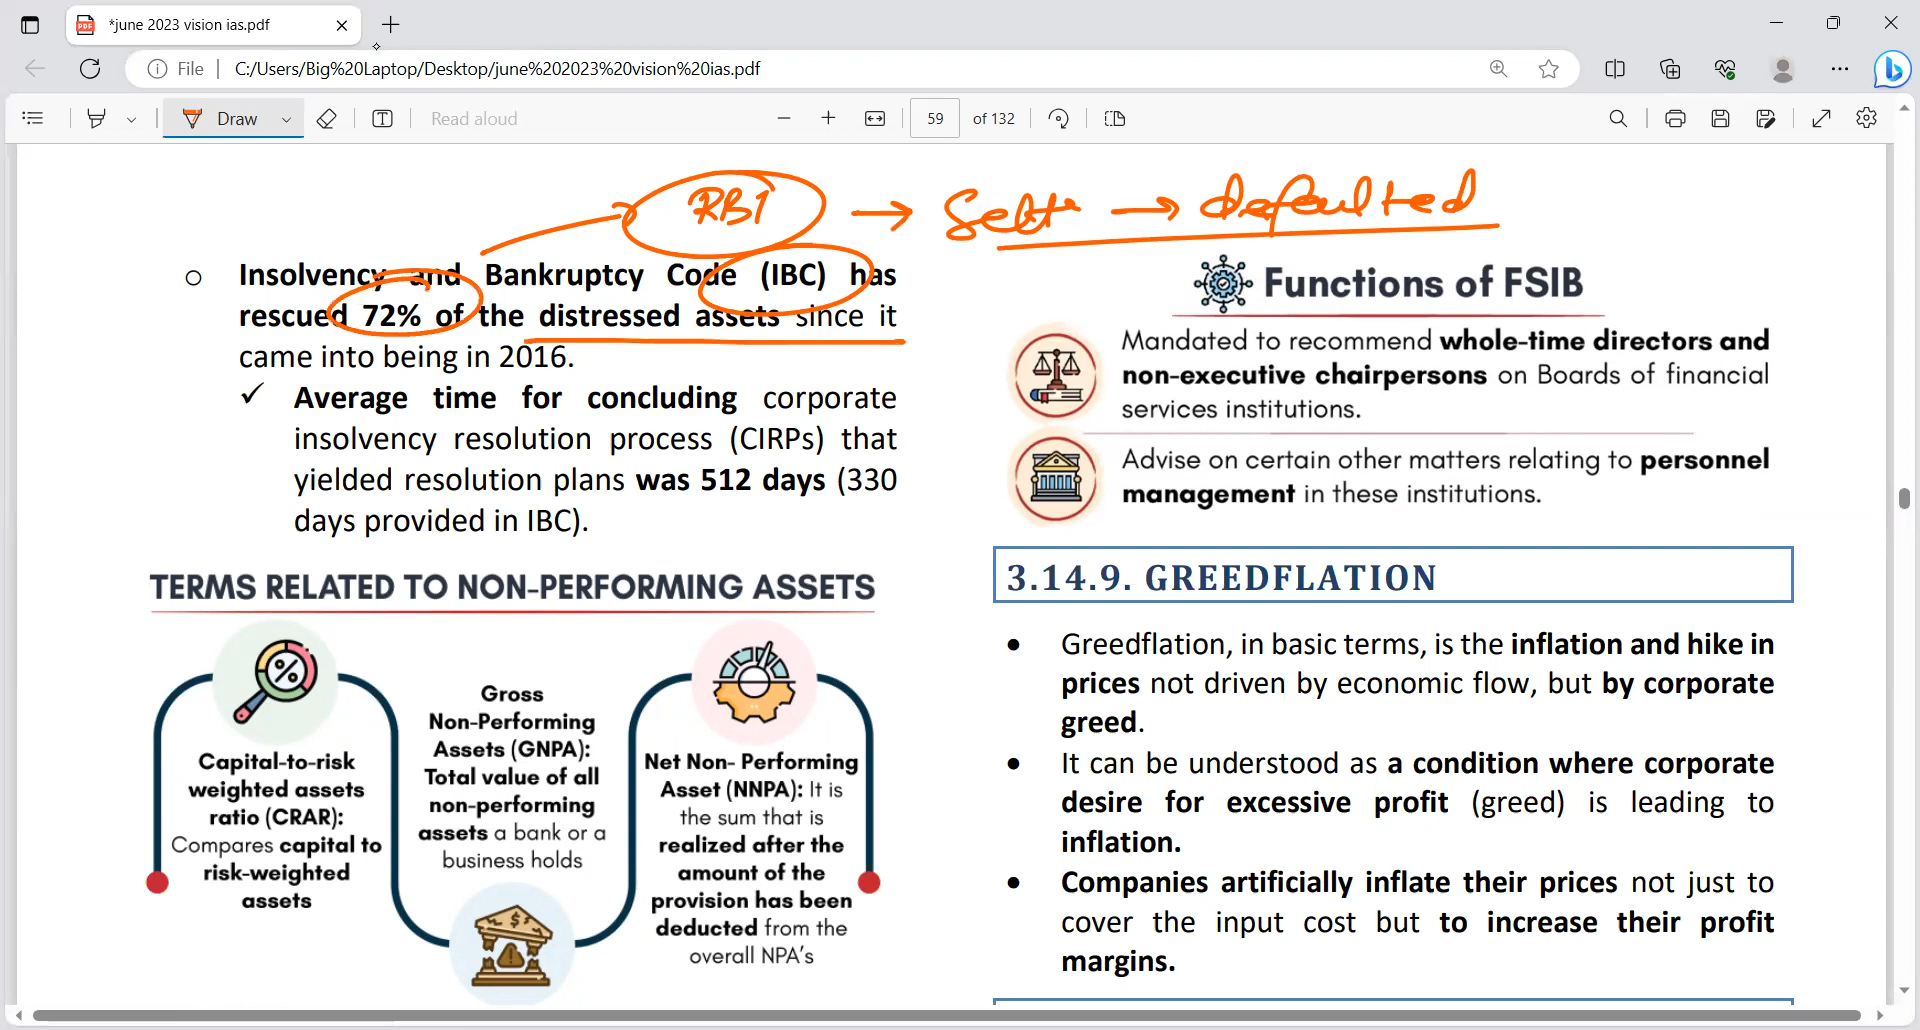 *june 2023 vision ias.pdf
File
C:/Users/Big%20Laptop/Desktop/june%202023%20vision%20ias.pdf
Draw
Read aloud
59 of 132
RBI → → defaulted
Insolvency and Bankruptcy Code (IBC) has
rescued 72% of the distressed assets since it
came into being in 2016.
✓ Average time for concluding corporate
insolvency resolution process (CIRPs) that
yielded resolution plans was 512 days (330
days provided in IBC).
TERMS RELATED TO NON-PERFORMING ASSETS
Capital-to-risk
weighted assets
ratio (CRAR):
Compares capital to
risk-weighted
assets
Gross
Non-Performing
Assets (GNPA):
Total value of all
non-performing
assets a bank or a
business holds
Net Non- Performing
Asset (NNPA): It is
the sum that is
realized after the
amount of the
provision has been
deducted from the
overall NPA's
Functions of FSIB
Mandated to recommend whole-time directors and
non-executive chairpersons on Boards of financial
services institutions.
Advise on certain other matters relating to personnel
management in these institutions.
3.14.9. GREEDFLATION
• Greedflation, in basic terms, is the inflation and hike in
prices not driven by economic flow, but by corporate
greed.
• It can be understood as a condition where corporate
desire for excessive profit (greed) is leading to
inflation.
• Companies artificially inflate their prices not just to
cover the input cost but to increase their profit
margins.